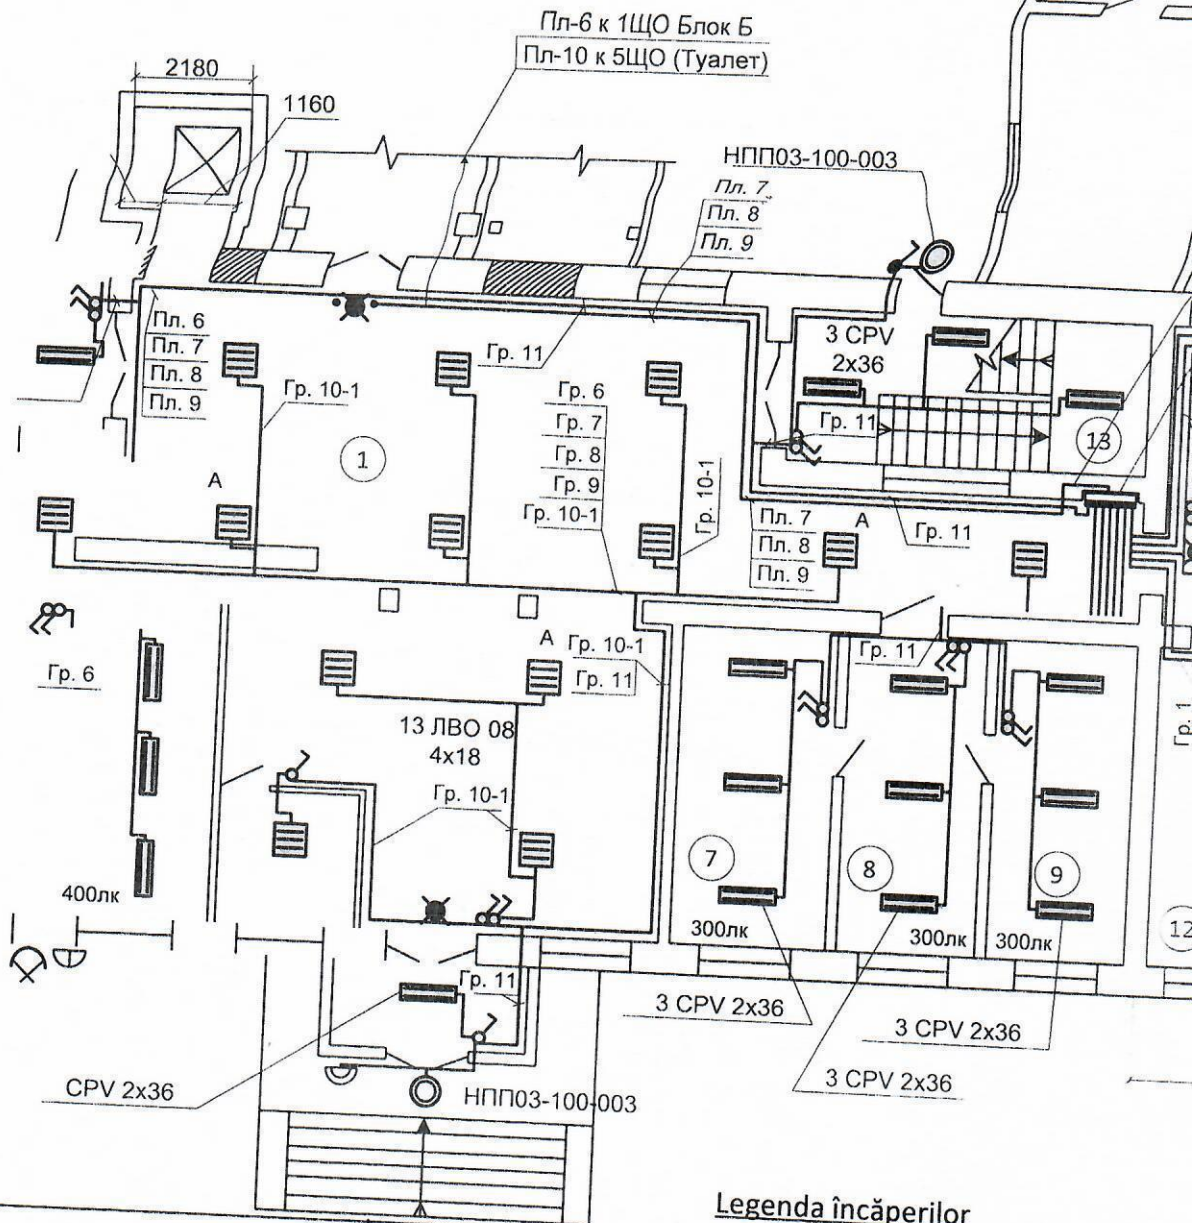 Пл-6 к 1ЩО Блок Б
Пл-10 к 5ЩО (Туалет)
2180
1160
НПП03-100-003
Пл. 7
Пл. 8
Пл. 9
Пл. 6
Пл. 7
Пл. 8
Пл. 9
Гр. 10-1
Гр. 11
Гр. 6
Гр. 7
Гр. 8
Гр. 9
Гр. 10-1
3 CPV
2x36
Гр. 11
13
1
А
Гр. 10-1
Пл. 7
Пл. 8
Пл. 9
А
Гр. 11
Гр. 6
А
Гр. 10-1
Гр. 11
Гр. 11
13 ЛВО 08
4x18
Гр. 10-1
Гр. 1
7
8
9
12
400лк
300лк
300лк
300лк
Гр. 11
3 CPV 2x36
3 CPV 2x36
3 CPV 2x36
CPV 2x36
НПП03-100-003
Legenda încăperilor